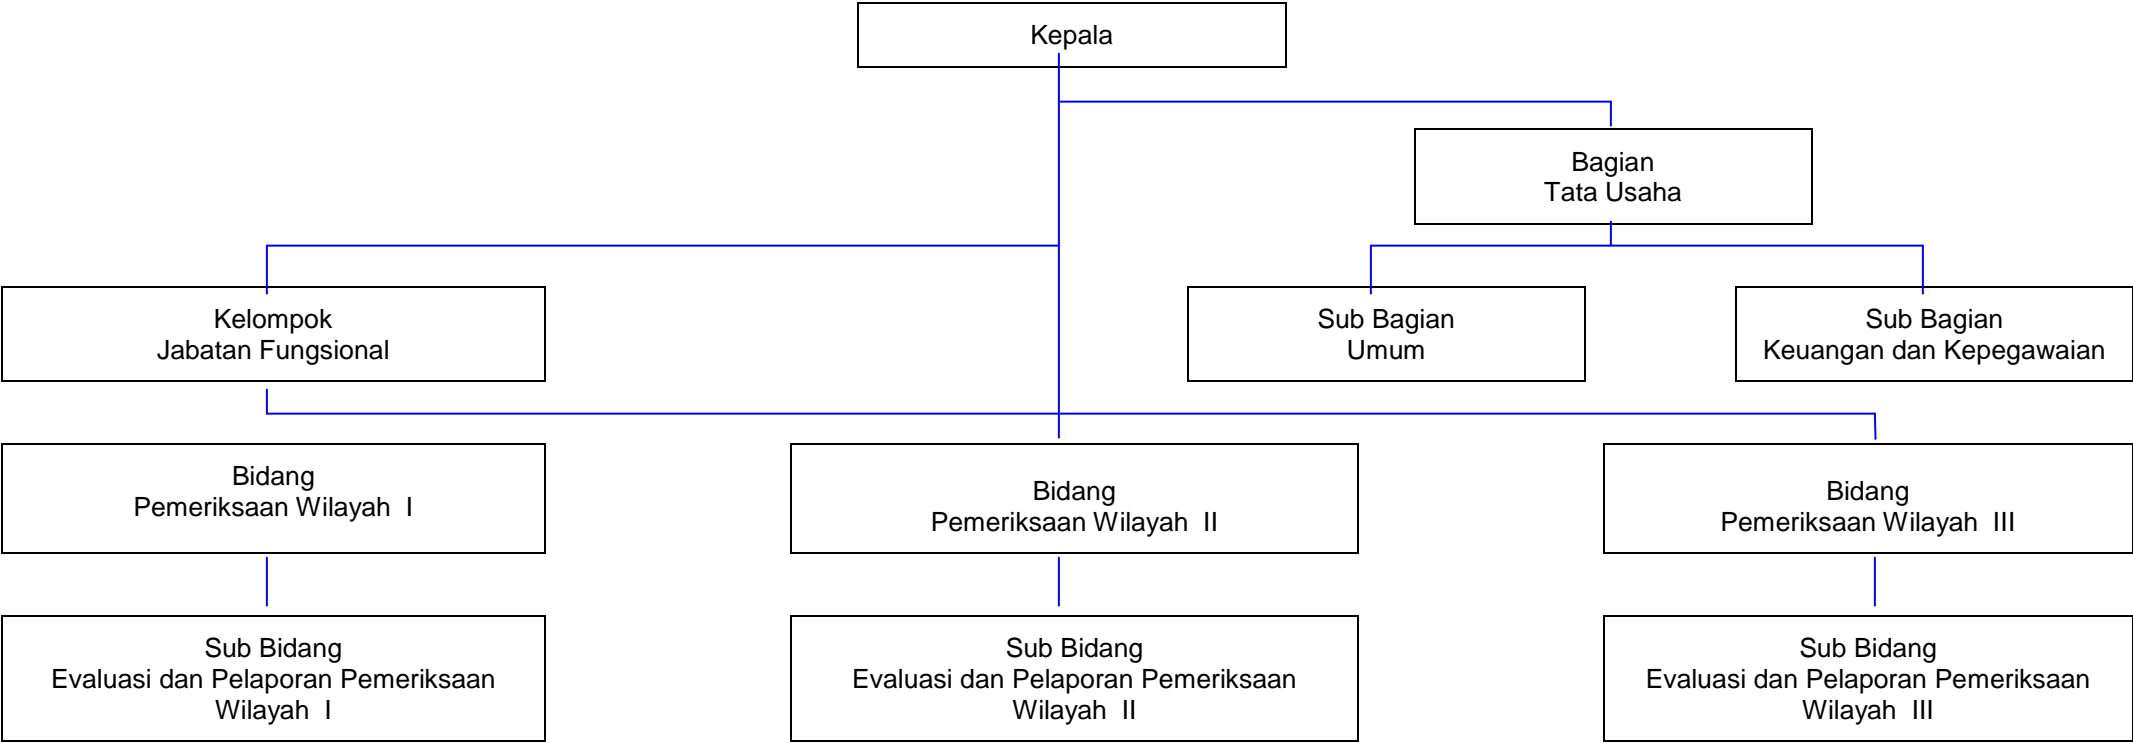 Kepala
Bagian
Tata Usaha
Kelompok
Jabatan Fungsional
Sub Bagian
Umum
Sub Bagian
Keuangan dan Kepegawaian
Bidang
Pemeriksaan Wilayah I
Bidang
Pemeriksaan Wilayah II
Bidang
Pemeriksaan Wilayah III
Sub Bidang
Evaluasi dan Pelaporan Pemeriksaan
Wilayah I
Sub Bidang
Evaluasi dan Pelaporan Pemeriksaan
Wilayah II
Sub Bidang
Evaluasi dan Pelaporan Pemeriksaan
Wilayah III